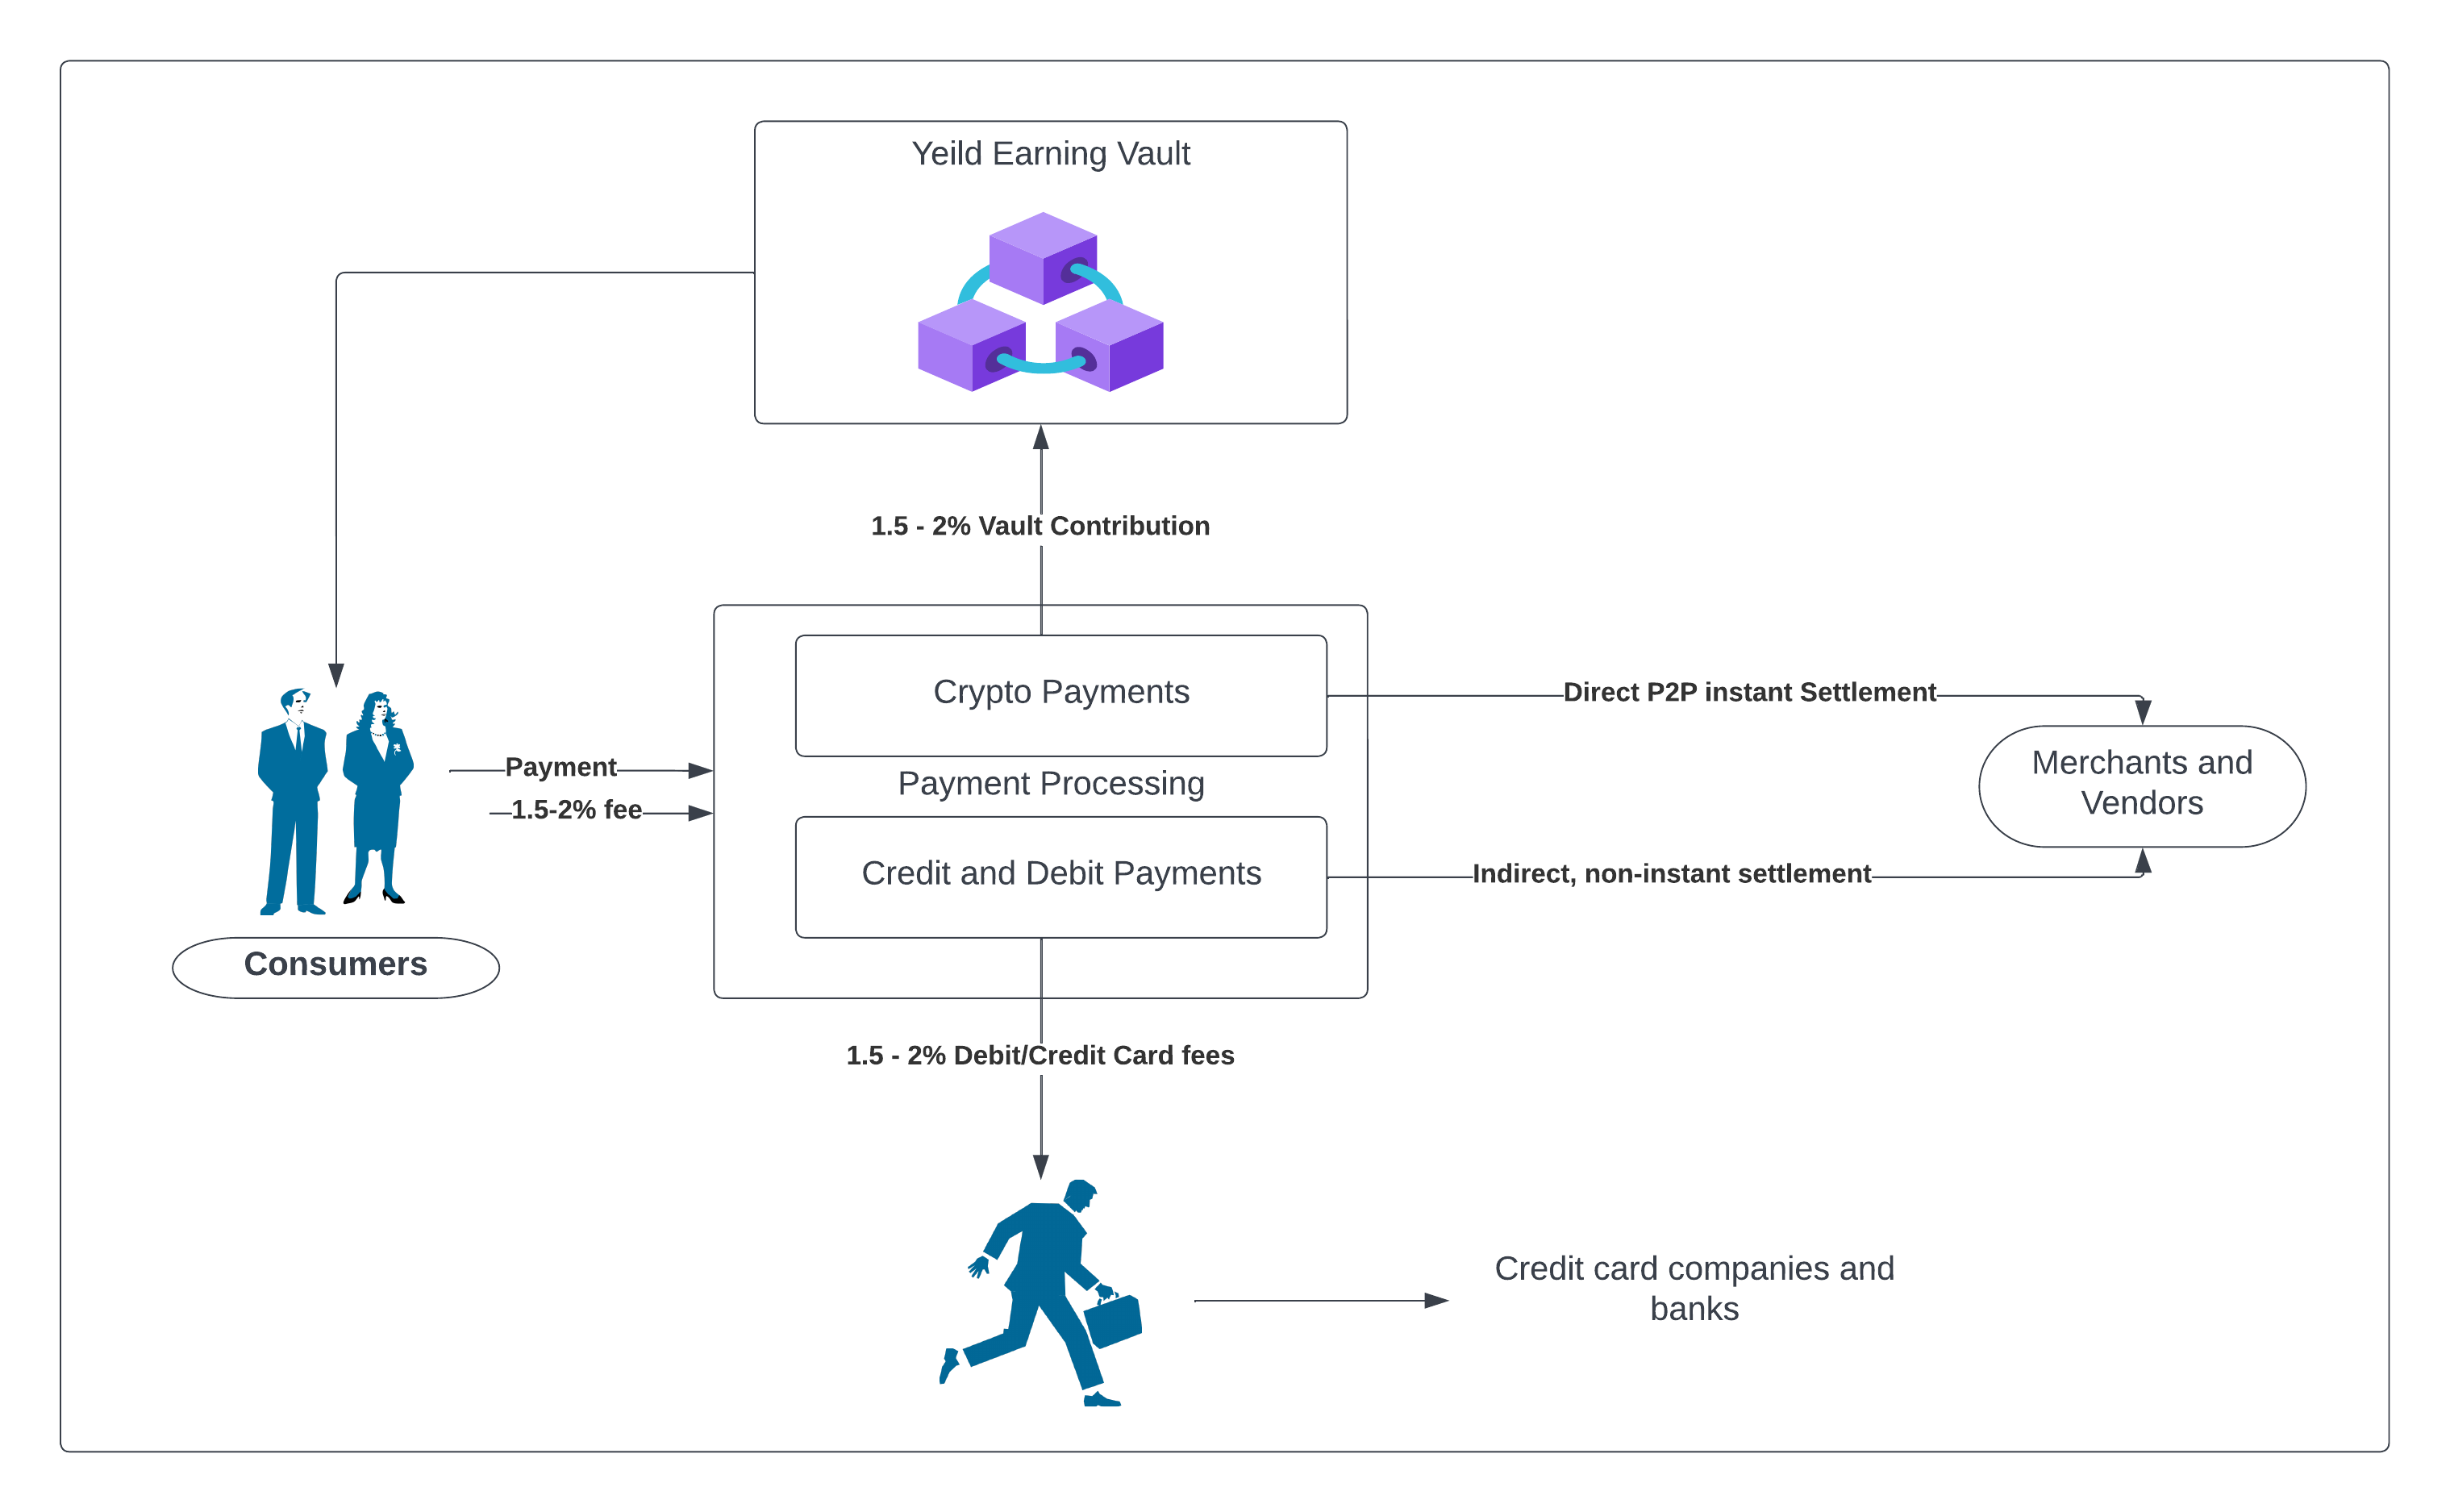 Yeild Earning Vault
1.5 - 2% Vault Contribution
Crypto Payments
Direct P2P instant Settlement
Payment
Payment Processing
Merchants and
Vendors
1.5-2% fee
Credit and Debit Payments
Indirect, non-instant settlement
Consumers
1.5 - 2% Debit/Credit Card fees
Credit card companies and
banks